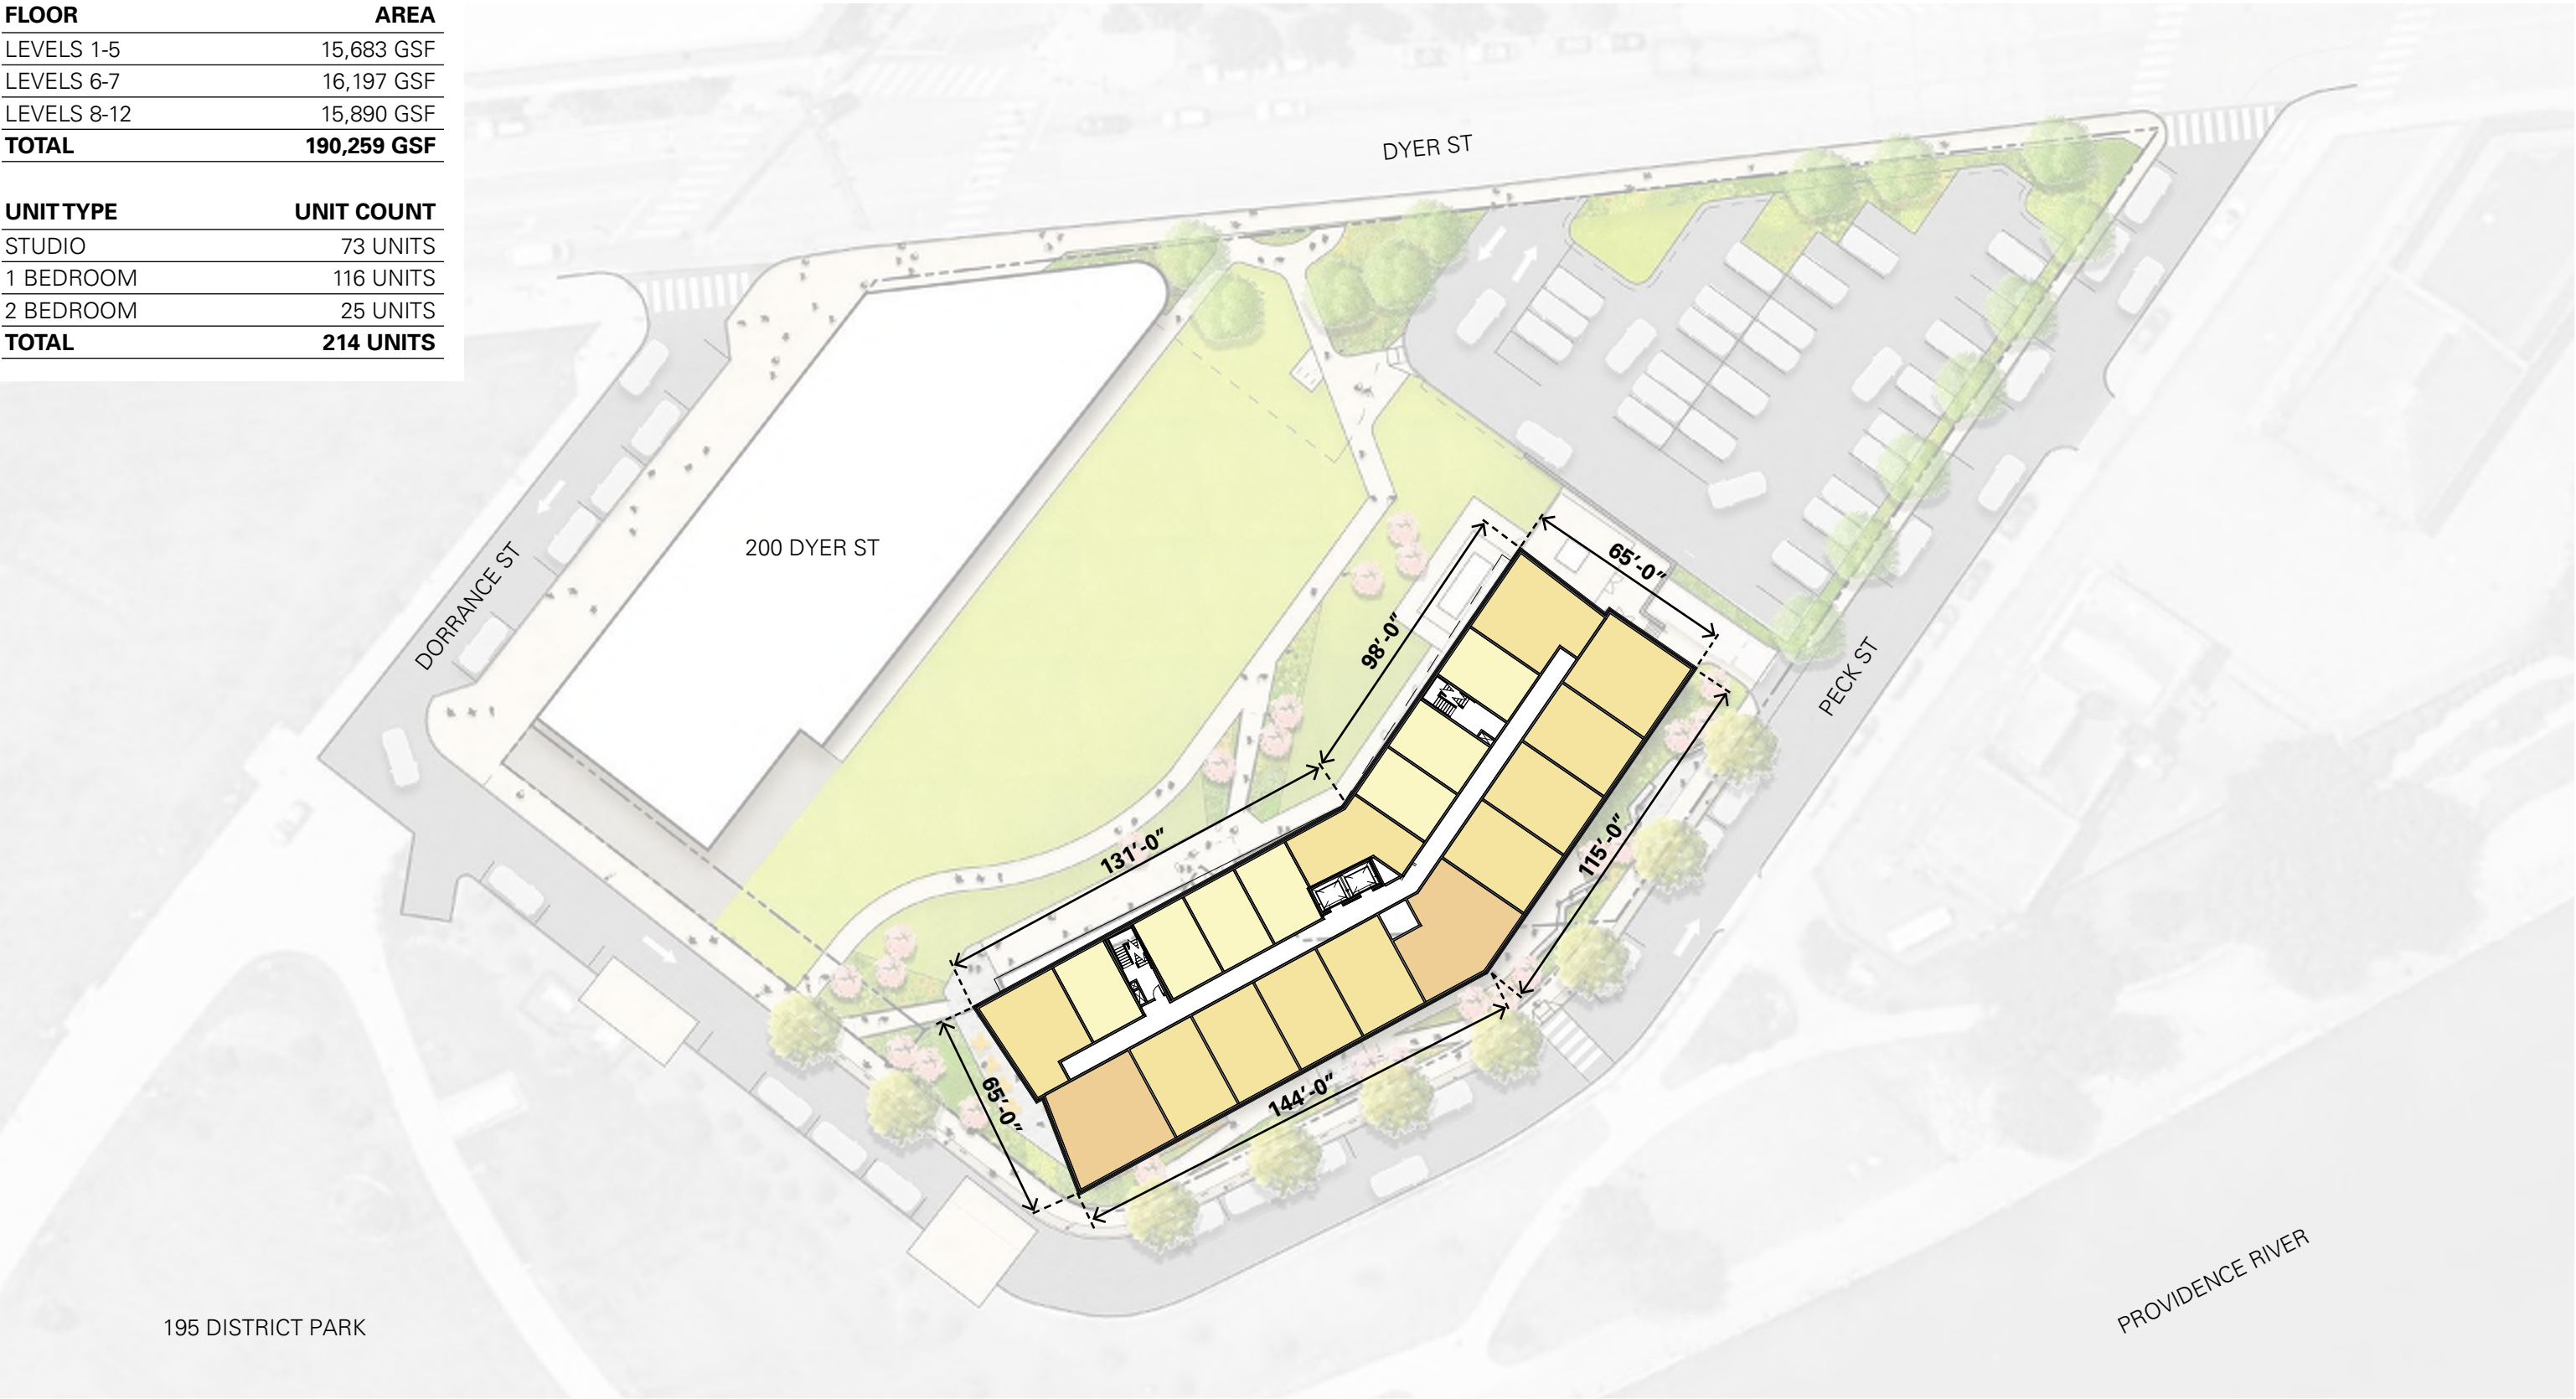 FLOOR AREA
LEVELS 1-5 15,683 GSF
LEVELS 6-7 16,197 GSF
LEVELS 8-12 15,890 GSF
TOTAL 190,259 GSF
UNIT TYPE UNIT COUNT
STUDIO 73 UNITS
1 BEDROOM 116 UNITS
2 BEDROOM 25 UNITS
TOTAL 214 UNITS
DYER ST
200 DYER ST
DORRANCE ST
65'-0"
98'-0"
PECK ST
131'-0"
115'-0"
65'-0"
144'-0"
195 DISTRICT PARK
PROVIDENCE RIVER